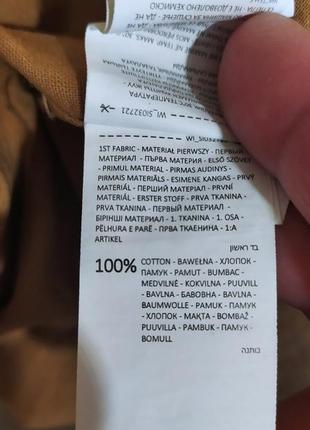 WI_SI032721
1ST FABRIC - MATERIAŁ PIERWSZY - ПЕРВЫЙ
МАТЕРИАЛ - ПЪРВА МАТЕРИЯ - ELSŐ SZÖVET
- PRIMUL MATERIAL - PIRMAS AUDINYS -
PIRMAIS MATERIĀLS - ESIMENE KANGAS - PRVÝ
MATERIÁL - ПЕРШИЙ МАТЕРІАЛ - PRVNÍ
MATERIÁL - ERSTER STOFF - PRVA TKANINA -
PRVA TKANINA - ПЕРВЫЙ МАТЕРИАЛ -
БІРІНШІ МАТЕРИАЛ - 1. TKANINA - 1. OSA -
PËLHURA E PARË - ПРВА ТКАЕНИНА - 1:A
ARTIKEL
בד ראשון
100% COTTON - BAWEŁNA - ХЛОПОК -
ПАМУК - PAMUT - BUMBAC -
MEDVILNĖ - KOKVILNA - PUUVILL
- BAVLNA - БАВОВНА - BAVLNA -
BAUMWOLLE - PAMUK - PAMUK
- ХЛОПОК - МАҚТА - BOMBAŽ -
PUUVILLA - PAMBUK - ПАМУК -
BOMULL
כותנה